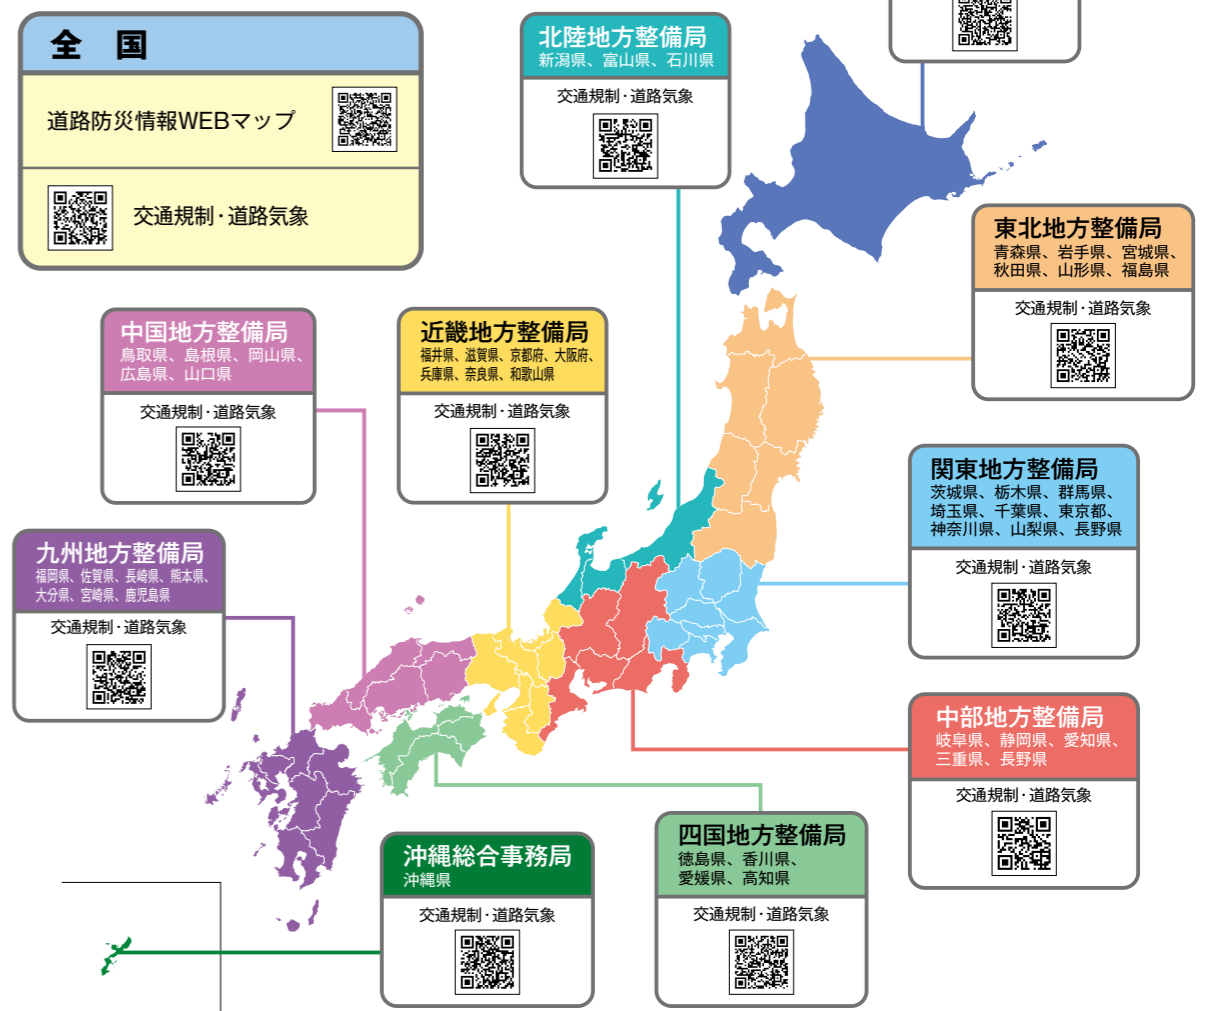 全 国
道路防災情報WEBマップ
交通規制・道路気象
北陸地方整備局
新潟県、富山県、石川県
交通規制・道路気象
東北地方整備局
青森県、岩手県、宮城県、
秋田県、山形県、福島県
交通規制・道路気象
中国地方整備局
鳥取県、島根県、岡山県、
広島県、山口県
交通規制・道路気象
近畿地方整備局
福井県、滋賀県、京都府、大阪府、
兵庫県、奈良県、和歌山県
交通規制・道路気象
関東地方整備局
茨城県、栃木県、群馬県、
埼玉県、千葉県、東京都、
神奈川県、山梨県、長野県
交通規制・道路気象
九州地方整備局
福岡県、佐賀県、長崎県、熊本県、
大分県、宮崎県、鹿児島県
交通規制・道路気象
中部地方整備局
岐阜県、静岡県、愛知県、
三重県、長野県
交通規制・道路気象
四国地方整備局
徳島県、香川県、
愛媛県、高知県
交通規制・道路気象
沖縄総合事務局
沖縄県
交通規制・道路気象